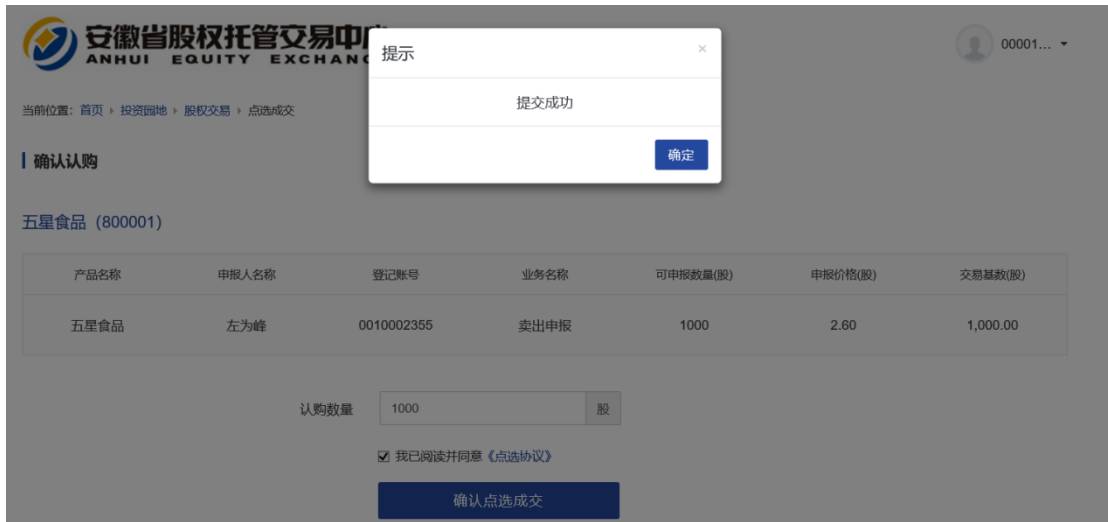 安徽省股权托管交易中
ANHUI EQUITY EXCHANG
00001...
提示
×
提交成功
确定
当前位置: 首页 › 投资园地 › 股权交易 › 点选成交
确认认购
五星食品 (800001)
产品名称 申报人名称 登记账号 业务名称 可申报数量(股) 申报价格(股) 交易基数(股)
五星食品 左为峰 0010002355 卖出申报 1000 2.60 1,000.00
认购数量 1000 股
我已阅读并同意《点选协议》
确认点选成交